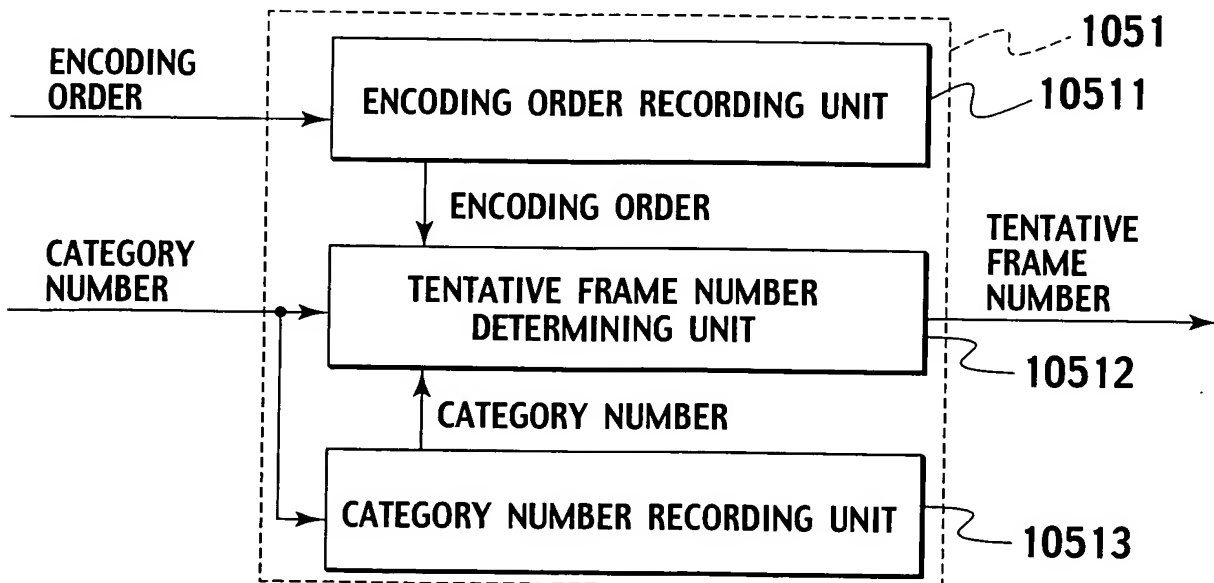 1051
ENCODING
ORDER
ENCODING ORDER RECORDING UNIT
10511
ENCODING ORDER
CATEGORY
NUMBER
TENTATIVE FRAME NUMBER
DETERMINING UNIT
TENTATIVE
FRAME
NUMBER
10512
CATEGORY NUMBER
CATEGORY NUMBER RECORDING UNIT
10513